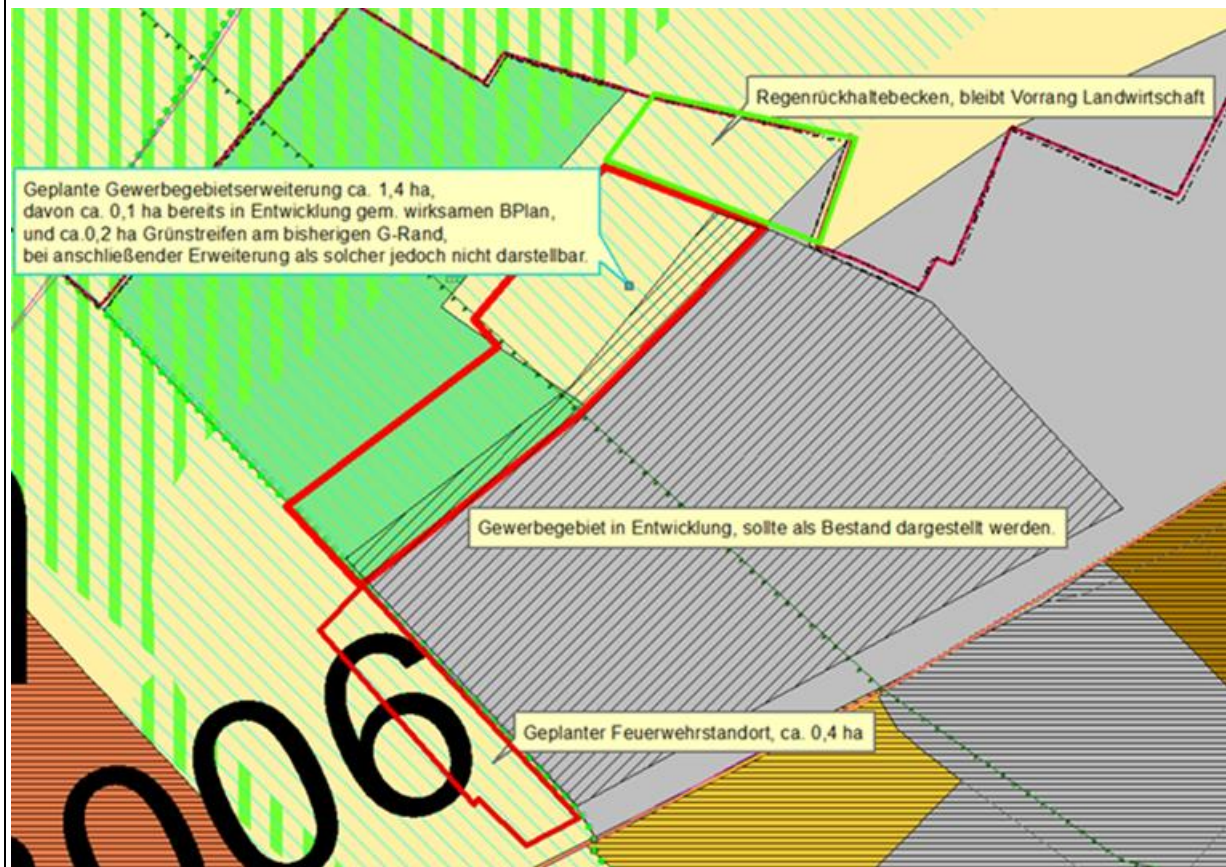 Regenrückhaltebecken, bleibt Vorrang Landwirtschaft
Geplante Gewerbegebietserweiterung ca. 1,4 ha,
davon ca. 0,1 ha bereits in Entwicklung gem. wirksamen BPlan,
und ca.0,2 ha Grünstreifen am bisherigen G-Rand,
bei anschließender Erweiterung als solcher jedoch nicht darstellbar.
Gewerbegebiet in Entwicklung, sollte als Bestand dargestellt werden.
Geplanter Feuerwehrstandort, ca. 0,4 ha
006